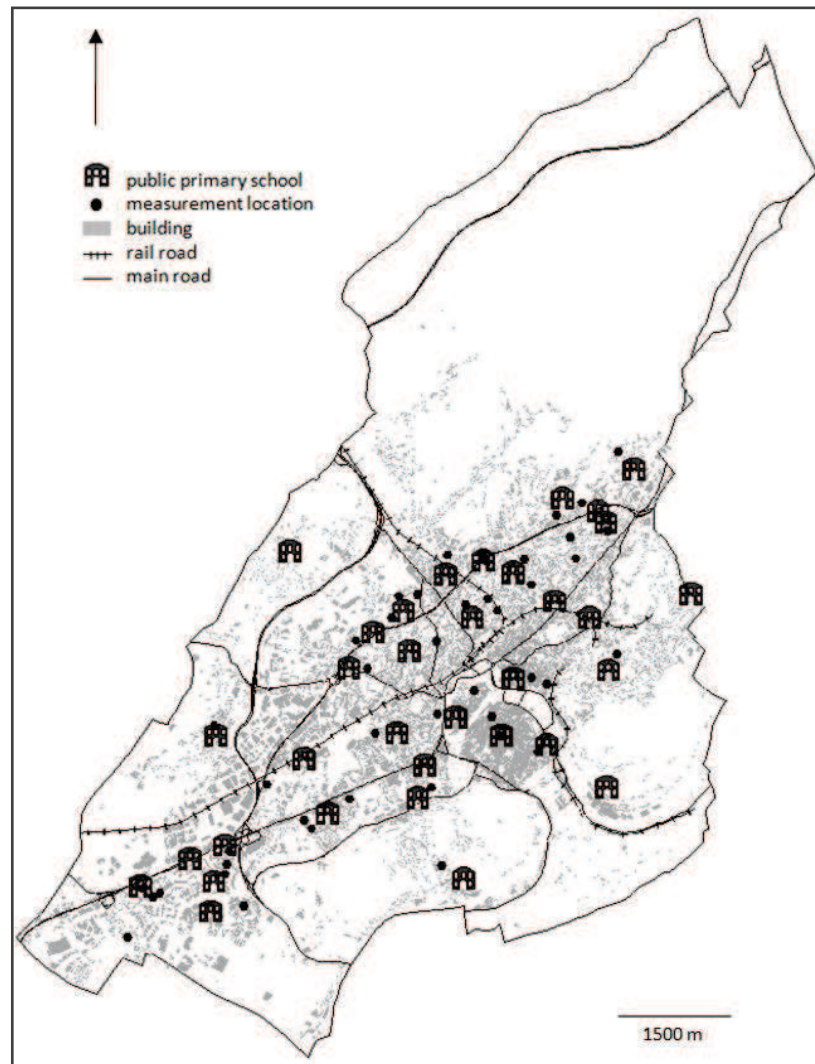 public primary school
measurement location
building
rail road
main road
1500 m